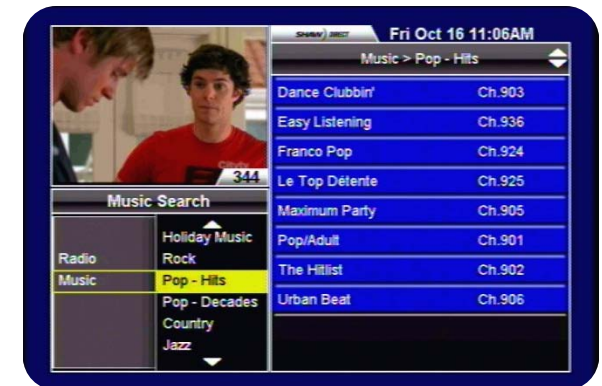 SHAW) DIRECT
Fri Oct 16 11:06AM
Music > Pop - Hits
Dance Clubbin' Ch.903
Easy Listening Ch.936
Franco Pop Ch.924
Le Top Détente Ch.925
Maximum Party Ch.905
Pop/Adult Ch.901
The Hitlist Ch.902
Urban Beat Ch.906
344
Music Search
Radio
Music
Holiday Music
Rock
Pop - Hits
Pop - Decades
Country
Jazz